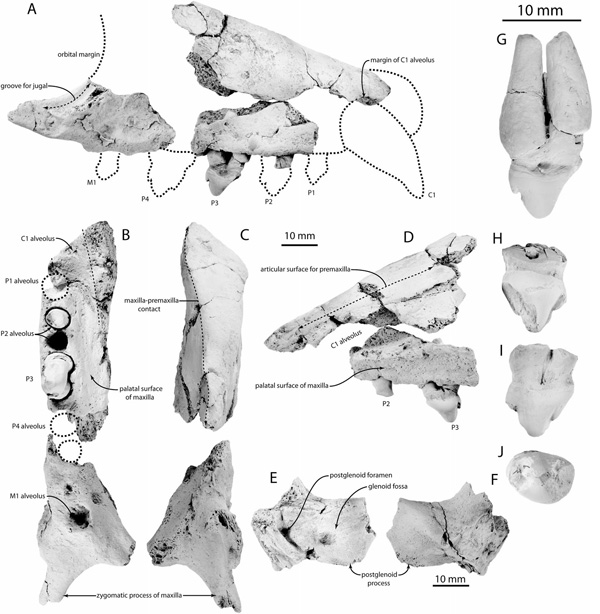 A
orbital margin
groove for jugal
margin of C1 alveolus
M1
P4
P3
P2
P1
C1
10 mm
G
B
C1 alveolus
P1 alveolus
P2 alveolus
P3
P4 alveolus
M1 alveolus
palatal surface of
maxilla
zygomatic process of maxilla
C
maxilla-premaxilla
contact
10 mm
D
articular surface for premaxilla
C1 alveolus
palatal surface of maxilla
P2
P3
H
I
J
E
postglenoid foramen
glenoid fossa
F
postglenoid
process
10 mm